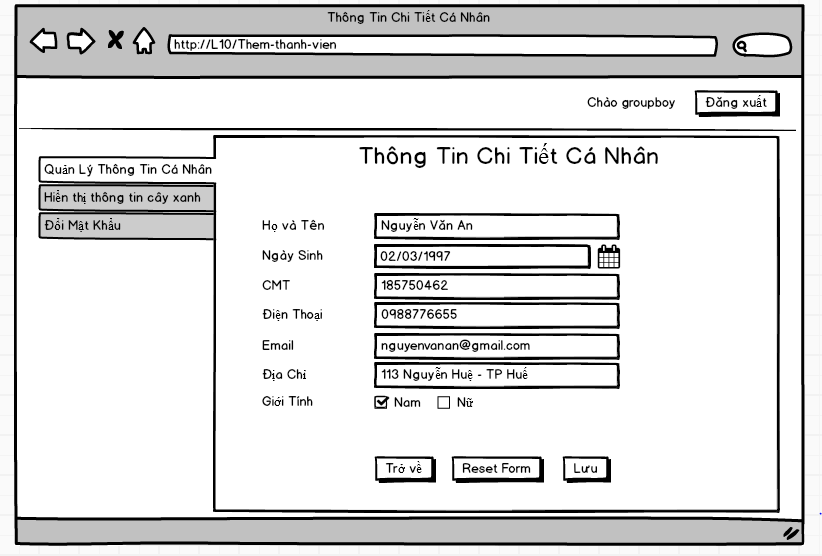 Thông Tin Chi Tiết Cá Nhân
http://L10/Them-thanh-vien
Chào groupboy
Đăng xuất
Thông Tin Chi Tiết Cá Nhân
Quản Lý Thông Tin Cá Nhân
Hiển thị thông tin cây xanh
Đổi Mật Khẩu
Họ và Tên Nguyễn Văn An
Ngày Sinh 02/03/1997
CMT 185750462
Điện Thoại 0988776655
Email nguyenvanan@gmail.com
Địa Chỉ 113 Nguyễn Huệ - TP Huế
Giới Tính Nam Nữ
Trở về Reset Form Lưu